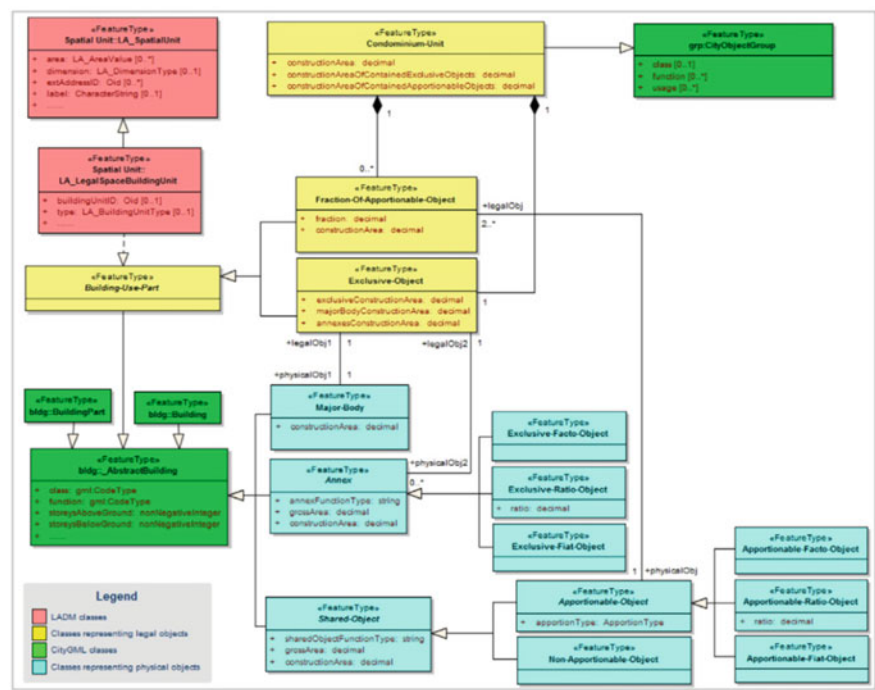 «FeatureType»
Spatial Unit::LA_SpatialUnit
+ area: LA_AreaValue [0..*]
+ dimension: LA_DimensionType [0..1]
+ extAddressID: Oid [0..*]
+ label: CharacterString [0..1]
+ ......
«FeatureType»
Condominium-Unit
+ constructionArea: decimal
+ constructionAreaOfContainedExclusiveObjects: decimal
+ constructionAreaOfContainedApportionableObjects: decimal
«FeatureType»
grp:CityObjectGroup
+ class [0..1]
+ function [0..*]
+ usage [0..*]
1
1
0..*
«FeatureType»
Spatial Unit::
LA_LegalSpaceBuildingUnit
+ buildingUnitID: Oid [0..1]
+ type: LA_BuildingUnitType [0..1]
+ ......
«FeatureType»
Fraction-Of-Apportionable-Object
+ fraction: decimal
+ constructionArea: decimal
+legalObj
2..*
«FeatureType»
Building-Use-Part
«FeatureType»
Exclusive-Object
+ exclusiveConstructionArea: decimal
+ majorBodyConstructionArea: decimal
+ annexesConstructionArea: decimal
1
+legalObj1
1
+legalObj2
1
+physicalObj1
1
«FeatureType»
bldg::BuildingPart
«FeatureType»
bldg::Building
«FeatureType»
Major-Body
+ constructionArea: decimal
«FeatureType»
Exclusive-Facto-Object
«FeatureType»
bldg::_AbstractBuilding
+ class: gml:CodeType
+ function: gml:CodeType
+ storeysAboveGround: nonNegativeInteger
+ storeysBelowGround: nonNegativeInteger
+ ......
+physicalObj2
0..*
«FeatureType»
Annex
+ annexFunctionType: string
+ grossArea: decimal
+ constructionArea: decimal
«FeatureType»
Exclusive-Ratio-Object
+ ratio: decimal
«FeatureType»
Exclusive-Fiat-Object
«FeatureType»
Apportionable-Facto-Object
1
+physicalObj
«FeatureType»
Shared-Object
+ sharedObjectFunctionType: string
+ grossArea: decimal
+ constructionArea: decimal
«FeatureType»
Apportionable-Object
+ apportionType: ApportionType
«FeatureType»
Apportionable-Ratio-Object
+ ratio: decimal
«FeatureType»
Non-Apportionable-Object
«FeatureType»
Apportionable-Fiat-Object
Legend
LADM classes
Classes representing legal objects
CityGML classes
Classes representing physical objects